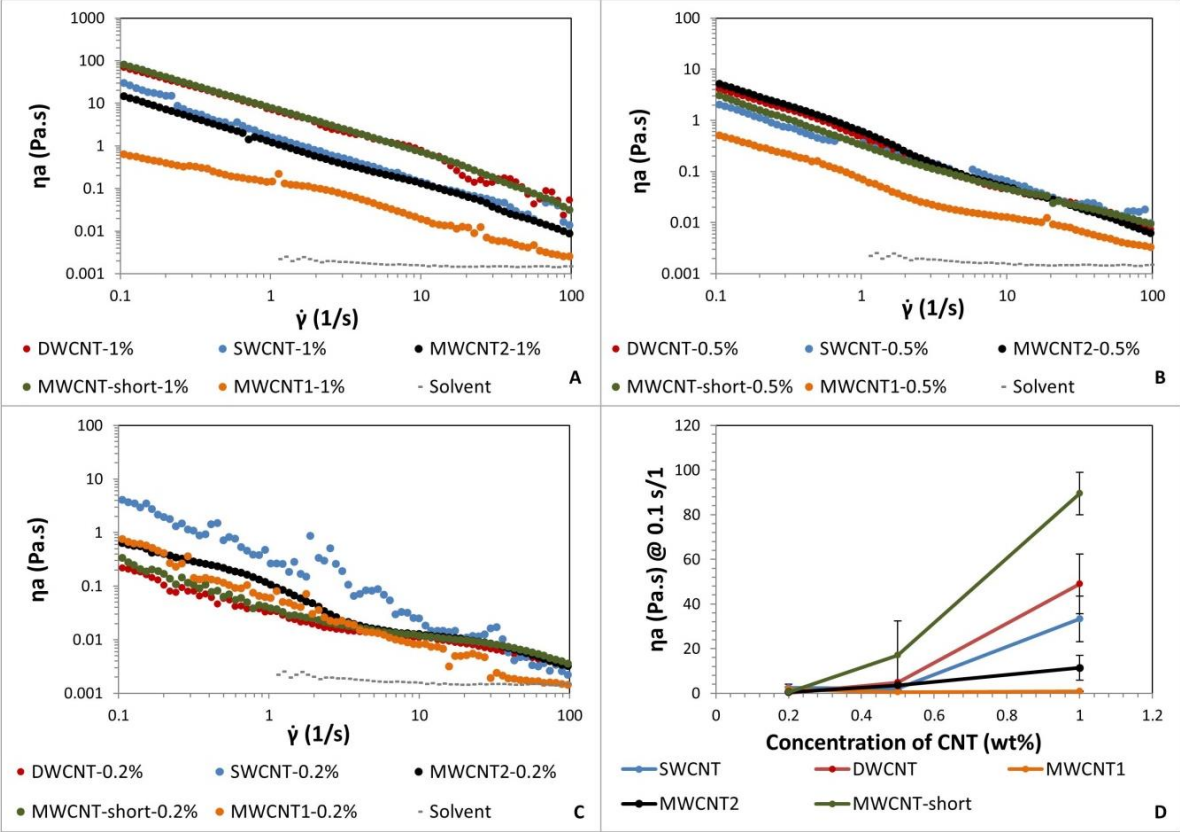 1000
100
10
1
0.1
0.01
0.001
ηa (Pa.s)
0.1 1 10 100
γ̇ (1/s)
• DWCNT-1% • SWCNT-1% • MWCNT2-1%
• MWCNT-short-1% • MWCNT1-1% - Solvent
A
100
10
1
0.1
0.01
0.001
ηa (Pa.s)
0.1 1 10 100
γ̇ (1/s)
• DWCNT-0.5% • SWCNT-0.5% • MWCNT2-0.5%
• MWCNT-short-0.5% • MWCNT1-0.5% - Solvent
B
100
10
1
0.1
0.01
0.001
ηa (Pa.s)
0.1 1 10 100
γ̇ (1/s)
• DWCNT-0.2% • SWCNT-0.2% • MWCNT2-0.2%
• MWCNT-short-0.2% • MWCNT1-0.2% - Solvent
C
120
100
80
60
40
20
0
ηa (Pa.s) @ 0.1 s/1
0 0.2 0.4 0.6 0.8 1 1.2
Concentration of CNT (wt%)
SWCNT DWCNT MWCNT1
MWCNT2 MWCNT-short
D